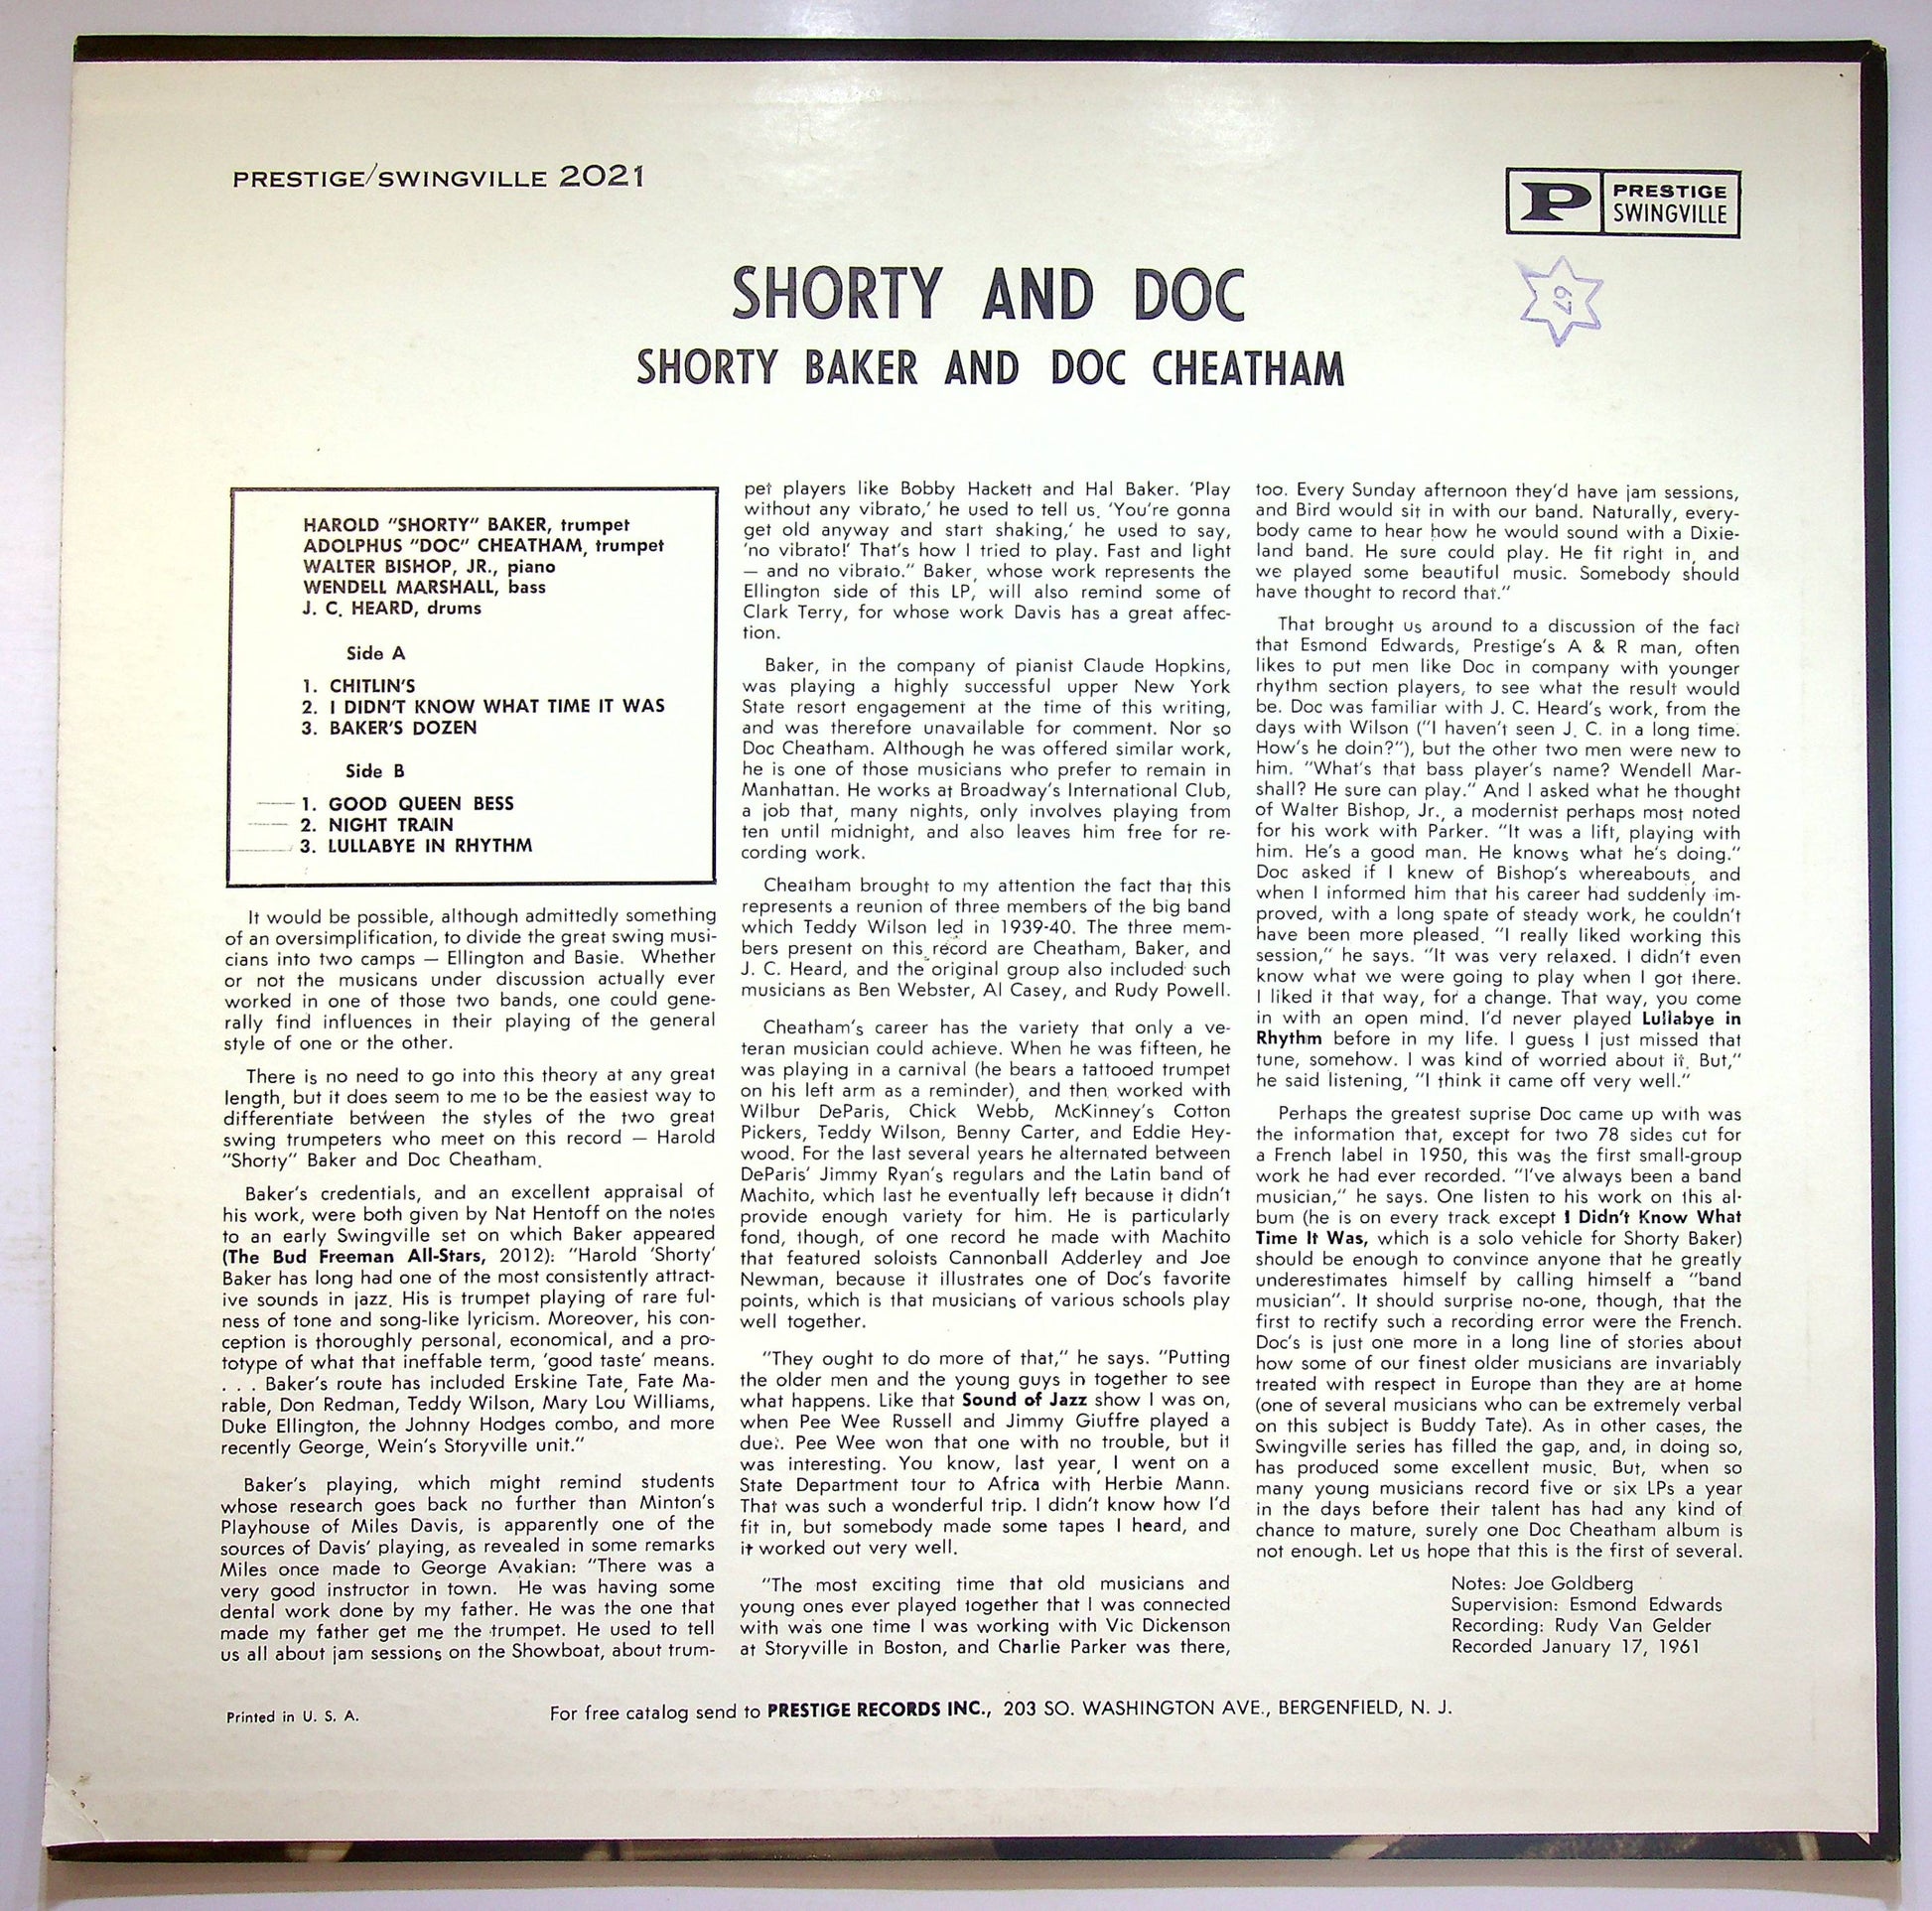 PRESTIGE/SWINGVILLE 2021
P PRESTIGE
SWINGVILLE
SHORTY AND DOC
67
SHORTY BAKER AND DOC CHEATHAM
HAROLD "SHORTY" BAKER, trumpet
ADOLPHUS "DOC" CHEATHAM, trumpet
WALTER BISHOP, JR., piano
WENDELL MARSHALL, bass
J. C. HEARD, drums
Side A
1. CHITLIN'S
2. I DIDN'T KNOW WHAT TIME IT WAS
3. BAKER'S DOZEN
Side B
1. GOOD QUEEN BESS
2. NIGHT TRAIN
3. LULLABYE IN RHYTHM
It would be possible, although admittedly something
of an oversimplification, to divide the great swing musi-
cians into two camps — Ellington and Basie. Whether
or not the musicans under discussion actually ever
worked in one of those two bands, one could gene-
rally find influences in their playing of the general
style of one or the other.
There is no need to go into this theory at any great
length, but it does seem to me to be the easiest way to
differentiate between the styles of the two great
swing trumpeters who meet on this record — Harold
"Shorty" Baker and Doc Cheatham.
Baker's credentials, and an excellent appraisal of
his work, were both given by Nat Hentoff on the notes
to an early Swingville set on which Baker appeared
(The Bud Freeman All-Stars, 2012): "Harold 'Shorty'
Baker has long had one of the most consistently attract-
ive sounds in jazz. His is trumpet playing of rare ful-
ness of tone and song-like lyricism. Moreover, his con-
ception is thoroughly personal, economical, and a pro-
totype of what that ineffable term, 'good taste' means.
. . . Baker's route has included Erskine Tate, Fate Ma-
rable, Don Redman, Teddy Wilson, Mary Lou Williams,
Duke Ellington, the Johnny Hodges combo, and more
recently George, Wein's Storyville unit."
Baker's playing, which might remind students
whose research goes back no further than Minton's
Playhouse of Miles Davis, is apparently one of the
sources of Davis' playing, as revealed in some remarks
Miles once made to George Avakian: "There was a
very good instructor in town. He was having some
dental work done by my father. He was the one that
made my father get me the trumpet. He used to tell
us all about jam sessions on the Showboat, about trum-
pet players like Bobby Hackett and Hal Baker. 'Play
without any vibrato,' he used to tell us. 'You're gonna
get old anyway and start shaking,' he used to say,
'no vibrato!' That's how I tried to play. Fast and light
— and no vibrato." Baker, whose work represents the
Ellington side of this LP, will also remind some of
Clark Terry, for whose work Davis has a great affec-
tion.
Baker, in the company of pianist Claude Hopkins,
was playing a highly successful upper New York
State resort engagement at the time of this writing,
and was therefore unavailable for comment. Nor so
Doc Cheatham. Although he was offered similar work,
he is one of those musicians who prefer to remain in
Manhattan. He works at Broadway's International Club,
a job that, many nights, only involves playing from
ten until midnight, and also leaves him free for re-
cording work.
Cheatham brought to my attention the fact that this
represents a reunion of three members of the big band
which Teddy Wilson led in 1939-40. The three mem-
bers present on this record are Cheatham, Baker, and
J. C. Heard, and the original group also included such
musicians as Ben Webster, Al Casey, and Rudy Powell.
Cheatham's career has the variety that only a ve-
teran musician could achieve. When he was fifteen, he
was playing in a carnival (he bears a tattooed trumpet
on his left arm as a reminder), and then worked with
Wilbur DeParis, Chick Webb, McKinney's Cotton
Pickers, Teddy Wilson, Benny Carter, and Eddie Hey-
wood. For the last several years he alternated between
DeParis' Jimmy Ryan's regulars and the Latin band of
Machito, which last he eventually left because it didn't
provide enough variety for him. He is particularly
fond, though, of one record he made with Machito
that featured soloists Cannonball Adderley and Joe
Newman, because it illustrates one of Doc's favorite
points, which is that musicians of various schools play
well together.
"They ought to do more of that," he says. "Putting
the older men and the young guys in together to see
what happens. Like that Sound of Jazz show I was on,
when Pee Wee Russell and Jimmy Giuffre played a
duet. Pee Wee won that one with no trouble, but it
was interesting. You know, last year, I went on a
State Department tour to Africa with Herbie Mann.
That was such a wonderful trip. I didn't know how I'd
fit in, but somebody made some tapes I heard, and
it worked out very well.
"The most exciting time that old musicians and
young ones ever played together that I was connected
with was one time I was working with Vic Dickenson
at Storyville in Boston, and Charlie Parker was there,
too. Every Sunday afternoon they'd have jam sessions,
and Bird would sit in with our band. Naturally, every-
body came to hear how he would sound with a Dixie-
land band. He sure could play. He fit right in, and
we played some beautiful music. Somebody should
have thought to record that."
That brought us around to a discussion of the fact
that Esmond Edwards, Prestige's A & R man, often
likes to put men like Doc in company with younger
rhythm section players, to see what the result would
be. Doc was familiar with J. C. Heard's work, from the
days with Wilson ("I haven't seen J. C. in a long time.
How's he doin?"), but the other two men were new to
him. "What's that bass player's name? Wendell Mar-
shall? He sure can play." And I asked what he thought
of Walter Bishop, Jr., a modernist perhaps most noted
for his work with Parker. "It was a lift, playing with
him. He's a good man. He knows what he's doing."
Doc asked if I knew of Bishop's whereabouts, and
when I informed him that his career had suddenly im-
proved, with a long spate of steady work, he couldn't
have been more pleased. "I really liked working this
session," he says. "It was very relaxed. I didn't even
know what we were going to play when I got there.
I liked it that way, for a change. That way, you come
in with an open mind. I'd never played Lullabye in
Rhythm before in my life. I guess I just missed that
tune, somehow. I was kind of worried about it. But,"
he said listening, "I think it came off very well."
Perhaps the greatest suprise Doc came up with was
the information that, except for two 78 sides cut for
a French label in 1950, this was the first small-group
work he had ever recorded. "I've always been a band
musician," he says. One listen to his work on this al-
bum (he is on every track except I Didn't Know What
Time It Was, which is a solo vehicle for Shorty Baker)
should be enough to convince anyone that he greatly
underestimates himself by calling himself a "band
musician". It should surprise no-one, though, that the
first to rectify such a recording error were the French.
Doc's is just one more in a long line of stories about
how some of our finest older musicians are invariably
treated with respect in Europe than they are at home
(one of several musicians who can be extremely verbal
on this subject is Buddy Tate). As in other cases, the
Swingville series has filled the gap, and, in doing so,
has produced some excellent music. But, when so
many young musicians record five or six LPs a year
in the days before their talent has had any kind of
chance to mature, surely one Doc Cheatham album is
not enough. Let us hope that this is the first of several.
Notes: Joe Goldberg
Supervision: Esmond Edwards
Recording: Rudy Van Gelder
Recorded January 17, 1961
Printed in U. S. A.
For free catalog send to PRESTIGE RECORDS INC., 203 SO. WASHINGTON AVE., BERGENFIELD, N. J.